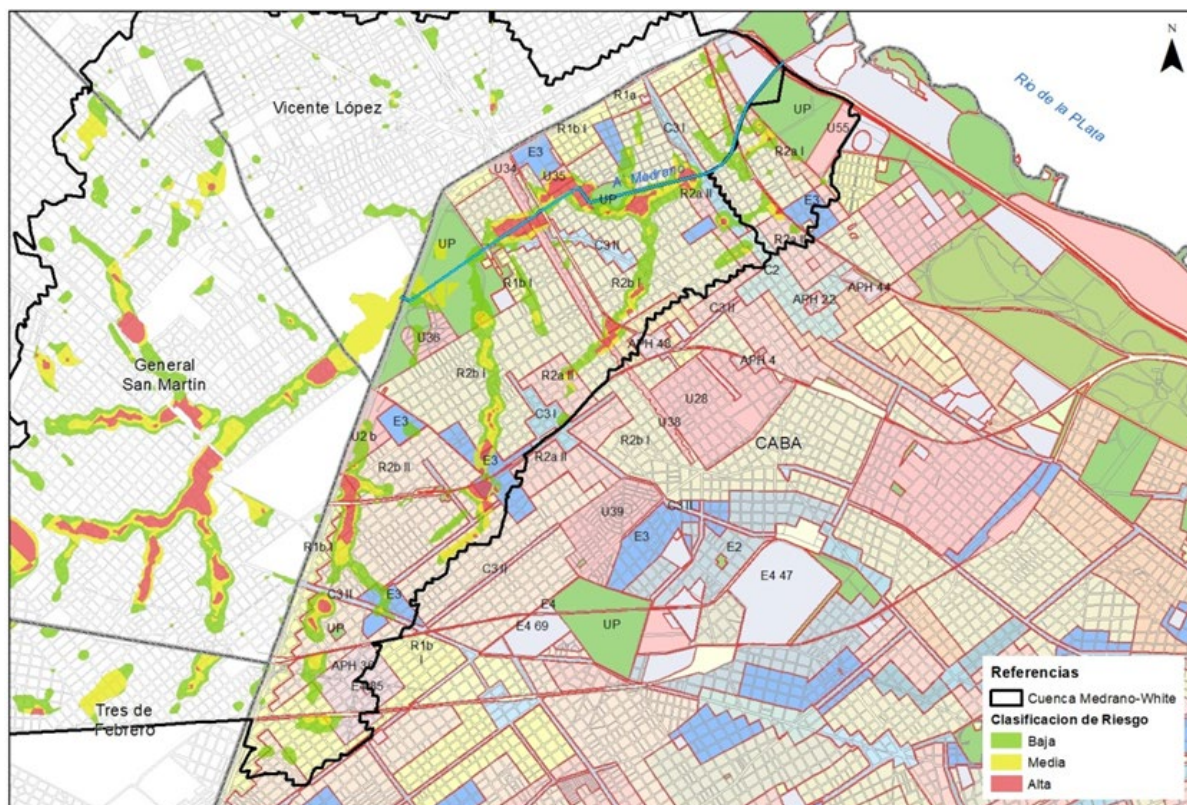 N
Río de la PLata
Vicente López
R1a
UP
R1b I
C3 I
U55
E3
R2a I
U34
U35
A. Medrano
UP
R2a II
E3
UP
C3 II
R2a II
R1b I
R2b I
C2
APH 22
APH 44
C3 II
U36
APH 48
APH 4
General
San Martín
R2b I
R2a II
U28
E3
C3 I
U38
U2 b
R2b I
CABA
R2b II
E3
R2a II
C3 II
U39
E3
E2
R1b I
C3 II
E4 47
C3 II
E3
E4
UP
UP
E4 69
R1b
I
APH 36
Tres de
Febrero
Referencias
Cuenca Medrano-White
Clasificacion de Riesgo
Baja
Media
Alta